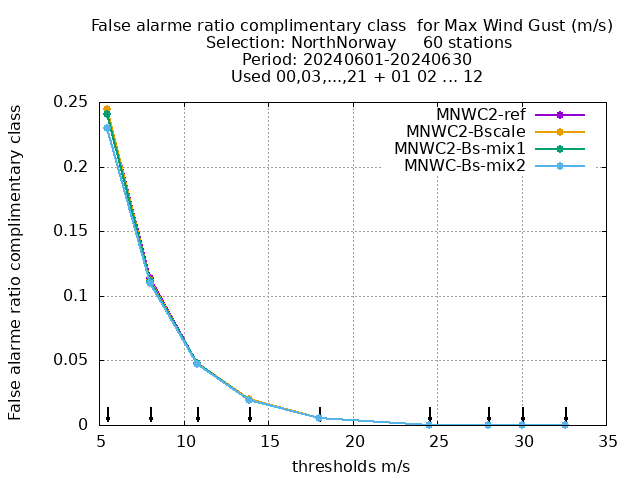 False alarme ratio complimentary class  for Max Wind Gust (m/s)
Selection: NorthNorway     60 stations
Period: 20240601-20240630
Used 00,03,...,21 + 01 02 ... 12
False alarme ratio complimentary class
0.25
0.2
0.15
0.1
0.05
0
MNWC2-ref
MNWC2-Bscale
MNWC2-Bs-mix1
MNWC-Bs-mix2
5 10 15 20 25 30 35
thresholds m/s